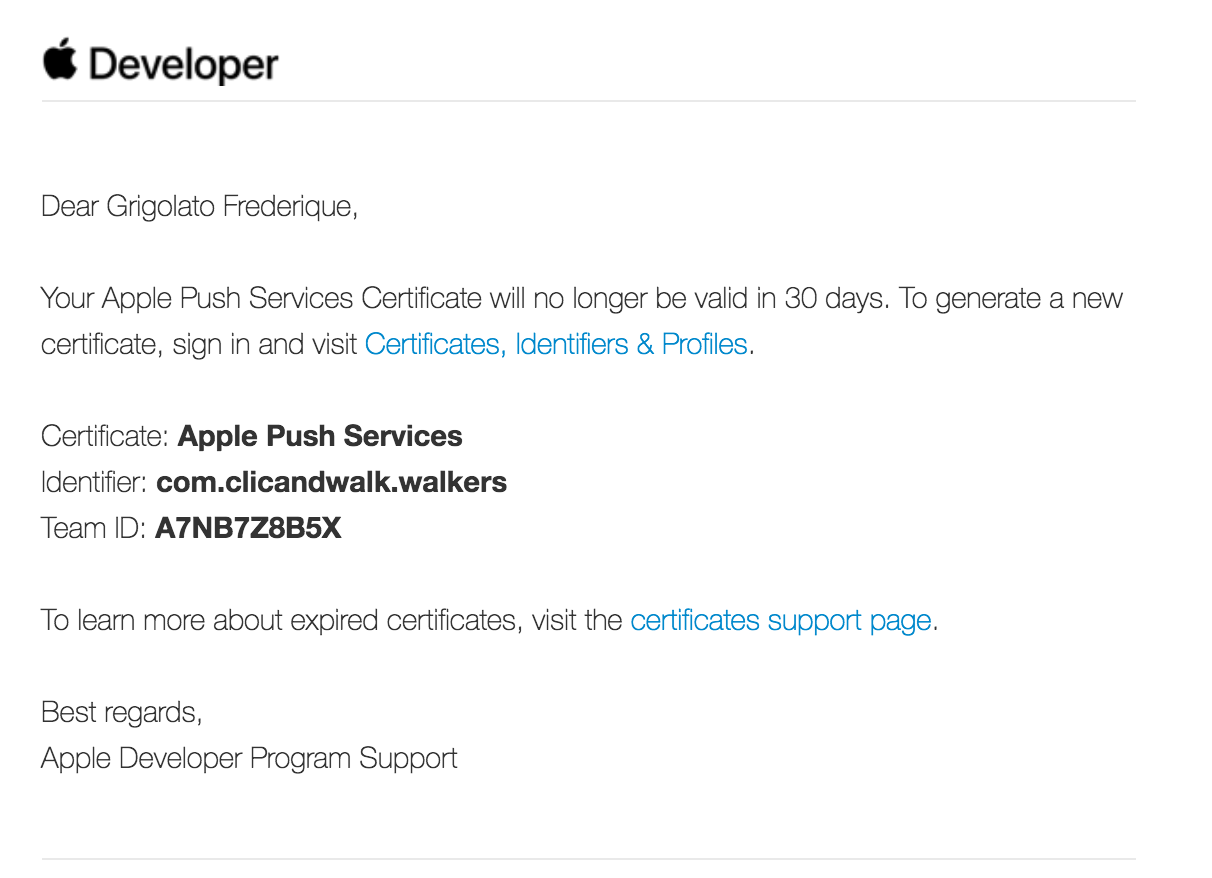 Developer
Dear Grigolato Frederique,
Your Apple Push Services Certificate will no longer be valid in 30 days. To generate a new
certificate, sign in and visit Certificates, Identifiers & Profiles.
Certificate: Apple Push Services
Identifier: com.clicandwalk.walkers
Team ID: A7NB7Z8B5X
To learn more about expired certificates, visit the certificates support page.
Best regards,
Apple Developer Program Support